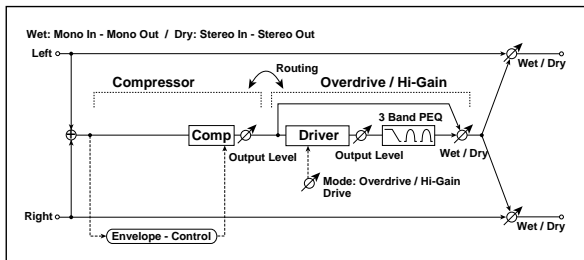 Wet: Mono In - Mono Out / Dry: Stereo In - Stereo Out
Left
Wet / Dry
Routing
Compressor
Overdrive / Hi-Gain
3 Band PEQ
Comp
Driver
Output Level
Output Level
Wet / Dry
Mode: Overdrive / Hi-Gain
Drive
Right
Envelope - Control
Wet / Dry